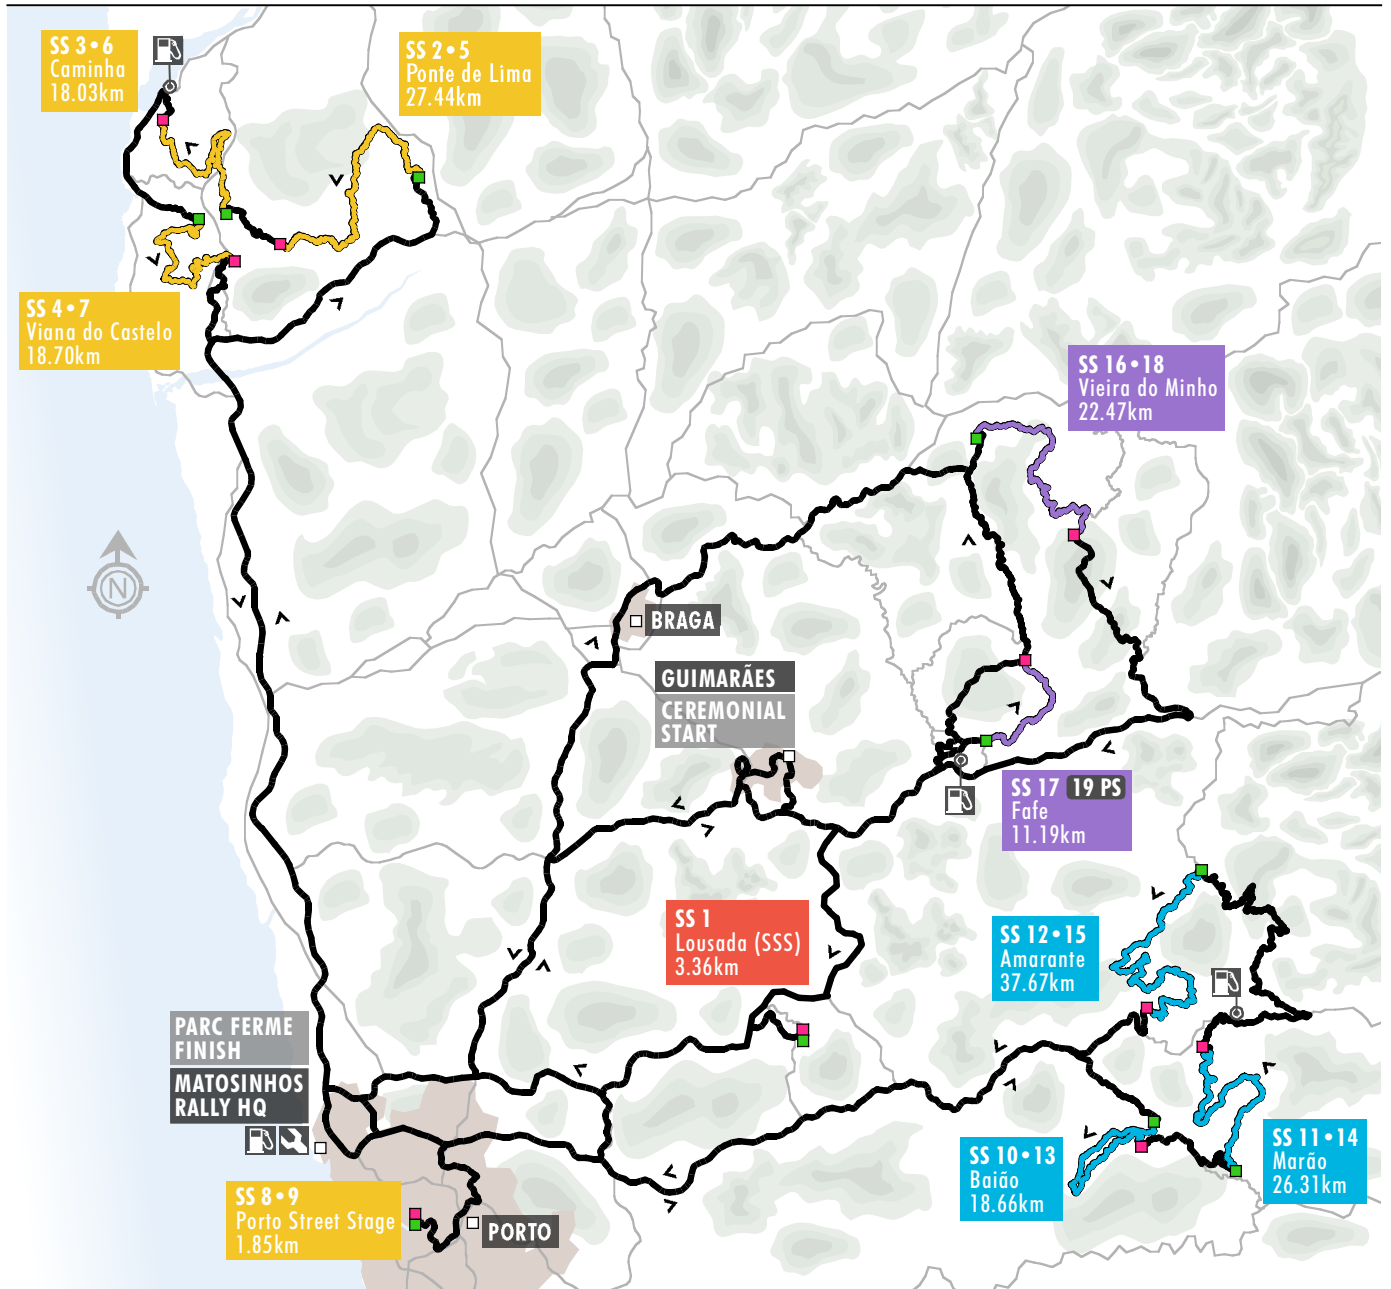 SS 3•6
Caminha
18.03km
SS 2•5
Ponte de Lima
27.44km
SS 4•7
Viana do Castelo
18.70km
SS 16•18
Vieira do Minho
22.47km
N
BRAGA
GUIMARÃES
CEREMONIAL
START
SS 17 19 PS
Fafe
11.19km
SS 1
Lousada (SSS)
3.36km
SS 12•15
Amarante
37.67km
PARC FERME
FINISH
MATOSINHOS
RALLY HQ
SS 11•14
Marão
26.31km
SS 10•13
Baião
18.66km
SS 8•9
Porto Street Stage
1.85km
PORTO